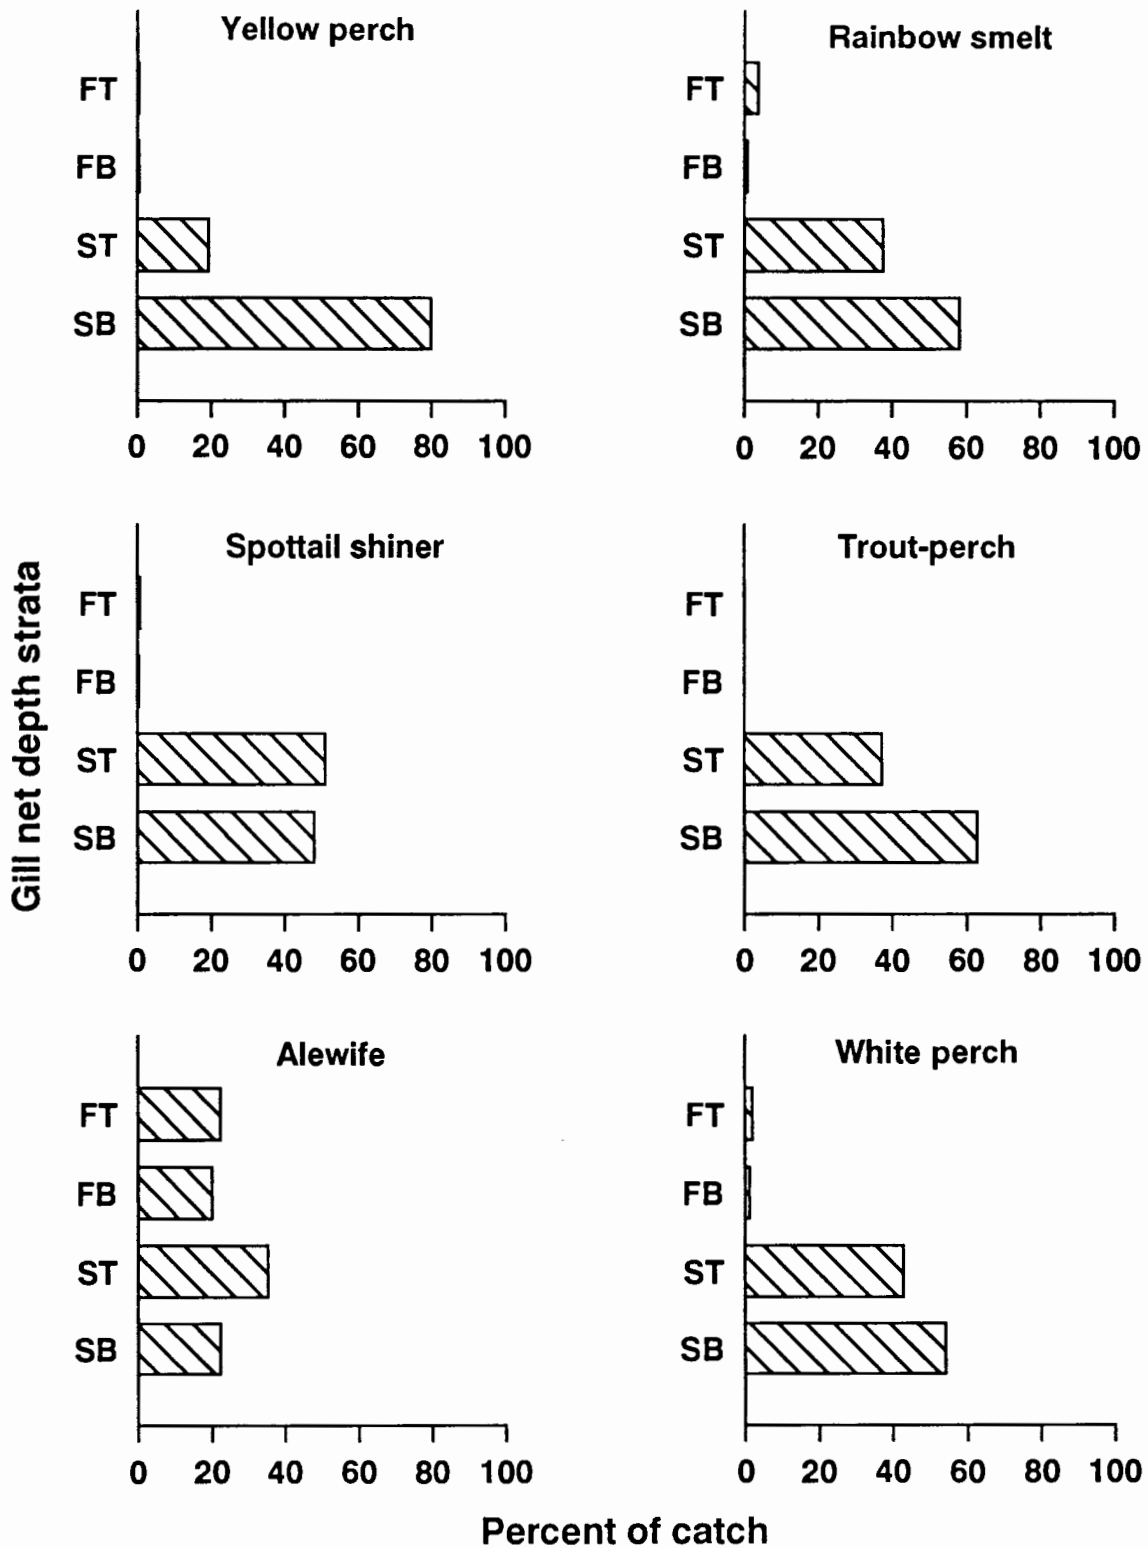 Yellow perch
FT
FB
ST
SB
0 20 40 60 80 100
Rainbow smelt
FT
FB
ST
SB
0 20 40 60 80 100
Spottail shiner
FT
FB
ST
SB
0 20 40 60 80 100
Trout-perch
FT
FB
ST
SB
0 20 40 60 80 100
Alewife
FT
FB
ST
SB
0 20 40 60 80 100
White perch
FT
FB
ST
SB
0 20 40 60 80 100
Gill net depth strata
Percent of catch